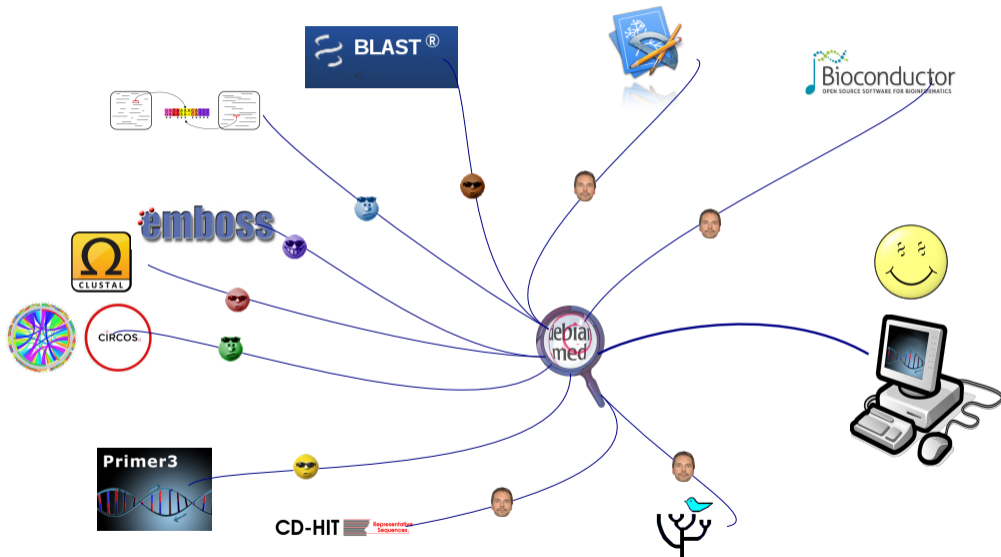 BLAST ®
Bioconductor
OPEN SOURCE SOFTWARE FOR BIOINFORMATICS
emboss
CLUSTAL
CIRCOS
debian
med
Primer3
CD-HIT
Representative
Sequences.